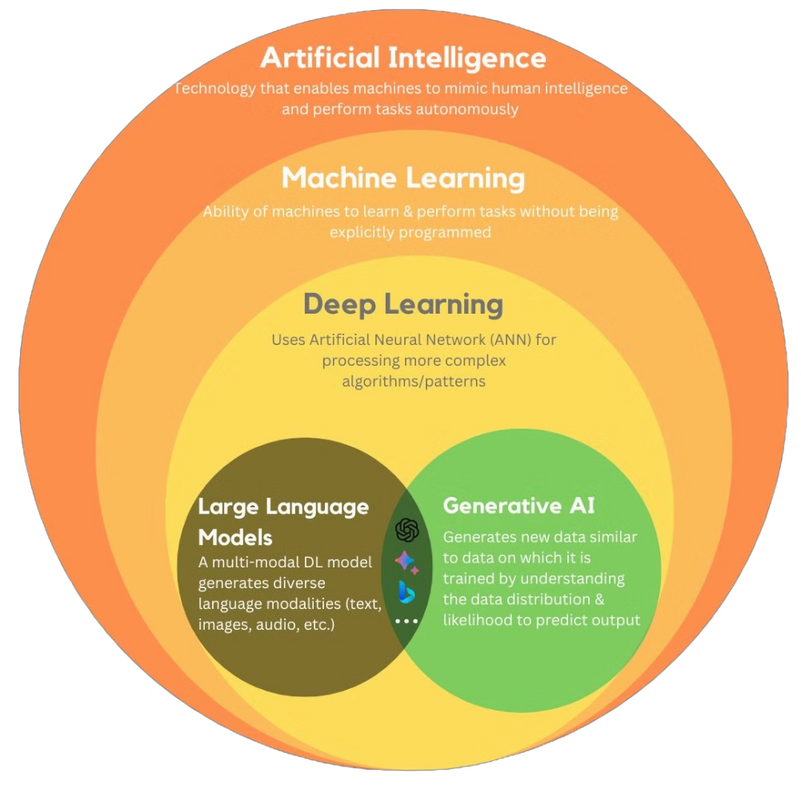 Artificial Intelligence
Technology that enables machines to mimic human intelligence
and perform tasks autonomously
Machine Learning
Ability of machines to learn & perform tasks without being
explicitly programmed
Deep Learning
Uses Artificial Neural Network (ANN) for
processing more complex
algorithms/patterns
Large Language
Models
A multi-modal DL model
generates diverse
language modalities (text,
images, audio, etc.)
Generative AI
Generates new data similar
to data on which it is
trained by understanding
the data distribution &
likelihood to predict output